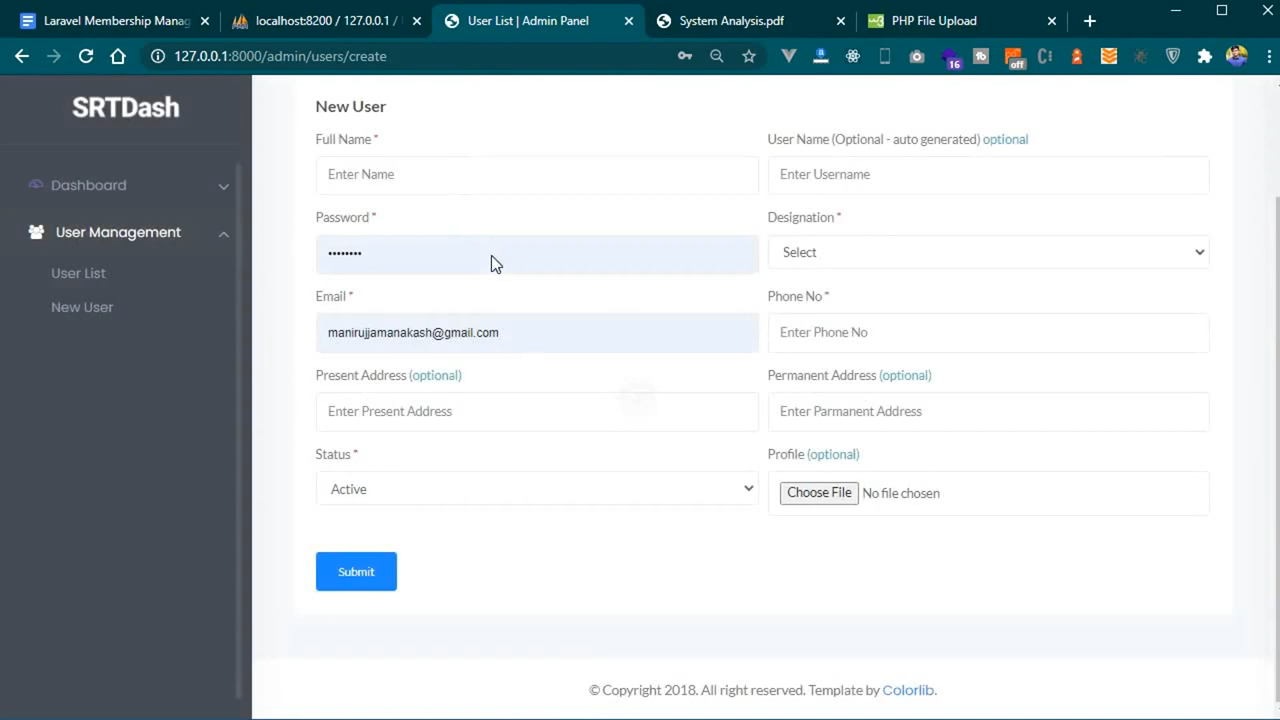 Laravel Membership Manag
localhost:8200 / 127.0.0.1 /
User List | Admin Panel
System Analysis.pdf
PHP File Upload
127.0.0.1:8000/admin/users/create
16
off
SRTDash
Dashboard
User Management
User List
New User
New User
Full Name *
User Name (Optional - auto generated) optional
Enter Name
Enter Username
Password *
Designation *
••••••••
Select
Email *
Phone No *
manirujjamanakash@gmail.com
Enter Phone No
Present Address (optional)
Permanent Address (optional)
Enter Present Address
Enter Parmanent Address
Status *
Profile (optional)
Active
Choose File No file chosen
Submit
© Copyright 2018. All right reserved. Template by Colorlib.